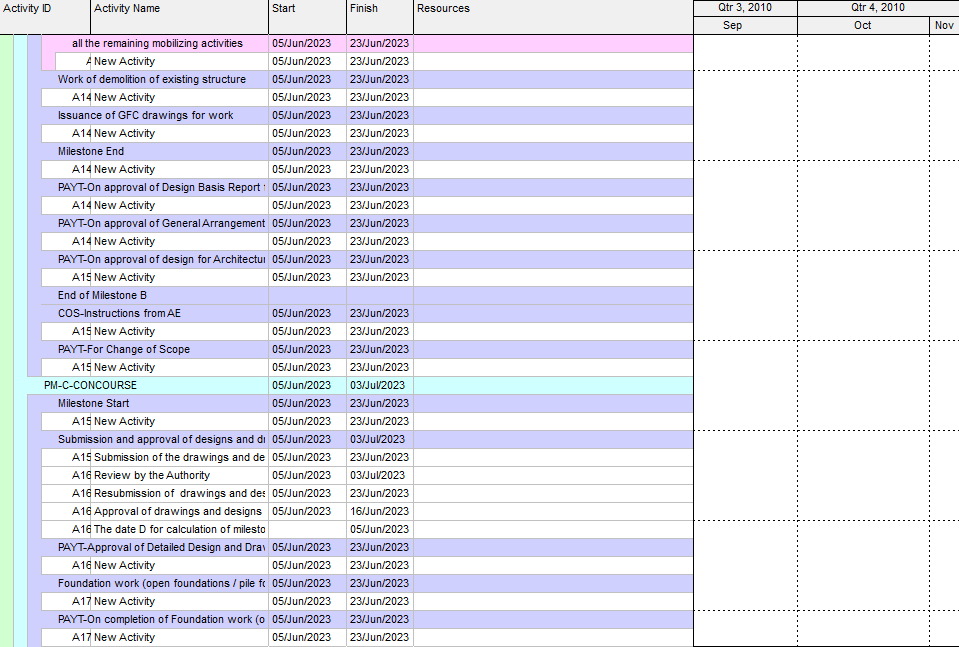 Activity ID Activity Name Start Finish Resources Qtr 3, 2010 Qtr 4, 2010
Sep Oct Nov
all the remaining mobilizing activities 05/Jun/2023 23/Jun/2023
A New Activity 05/Jun/2023 23/Jun/2023
Work of demolition of existing structure 05/Jun/2023 23/Jun/2023
A14 New Activity 05/Jun/2023 23/Jun/2023
Issuance of GFC drawings for work 05/Jun/2023 23/Jun/2023
A14 New Activity 05/Jun/2023 23/Jun/2023
Milestone End 05/Jun/2023 23/Jun/2023
A14 New Activity 05/Jun/2023 23/Jun/2023
PAYT-On approval of Design Basis Report 05/Jun/2023 23/Jun/2023
A14 New Activity 05/Jun/2023 23/Jun/2023
PAYT-On approval of General Arrangement 05/Jun/2023 23/Jun/2023
A14 New Activity 05/Jun/2023 23/Jun/2023
PAYT-On approval of design for Architectu 05/Jun/2023 23/Jun/2023
A15 New Activity 05/Jun/2023 23/Jun/2023
End of Milestone B
COS-Instructions from AE 05/Jun/2023 23/Jun/2023
A15 New Activity 05/Jun/2023 23/Jun/2023
PAYT-For Change of Scope 05/Jun/2023 23/Jun/2023
A15 New Activity 05/Jun/2023 23/Jun/2023
PM-C-CONCOURSE 05/Jun/2023 03/Jul/2023
Milestone Start 05/Jun/2023 23/Jun/2023
A15 New Activity 05/Jun/2023 23/Jun/2023
Submission and approval of designs and d 05/Jun/2023 03/Jul/2023
A15 Submission of the drawings and de 05/Jun/2023 23/Jun/2023
A16 Review by the Authority 05/Jun/2023 03/Jul/2023
A16 Resubmission of drawings and des 05/Jun/2023 23/Jun/2023
A16 Approval of drawings and designs 05/Jun/2023 16/Jun/2023
A16 The date D for calculation of milesto 05/Jun/2023
PAYT-Approval of Detailed Design and Dra 05/Jun/2023 23/Jun/2023
A16 New Activity 05/Jun/2023 23/Jun/2023
Foundation work (open foundations / pile fo 05/Jun/2023 23/Jun/2023
A17 New Activity 05/Jun/2023 23/Jun/2023
PAYT-On completion of Foundation work (o 05/Jun/2023 23/Jun/2023
A17 New Activity 05/Jun/2023 23/Jun/2023